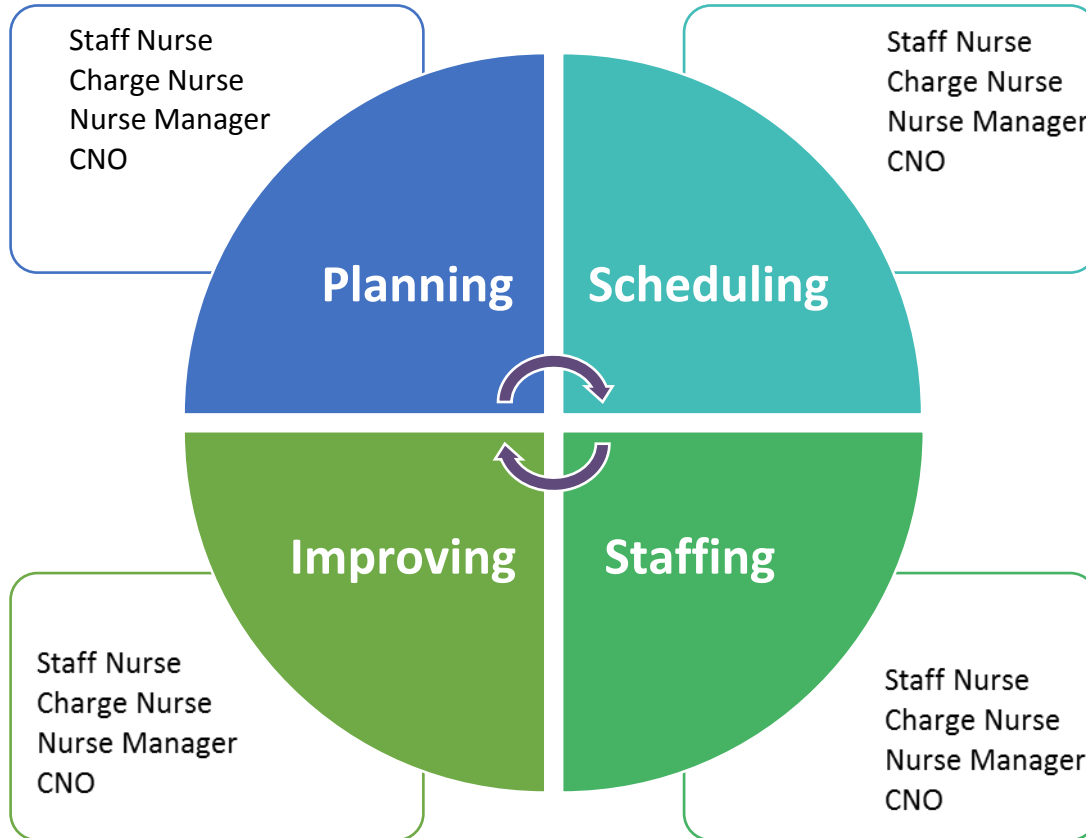 Staff Nurse
Charge Nurse
Nurse Manager
CNO
Staff Nurse
Charge Nurse
Nurse Manager
CNO
Planning
Scheduling
Improving
Staffing
Staff Nurse
Charge Nurse
Nurse Manager
CNO
Staff Nurse
Charge Nurse
Nurse Manager
CNO